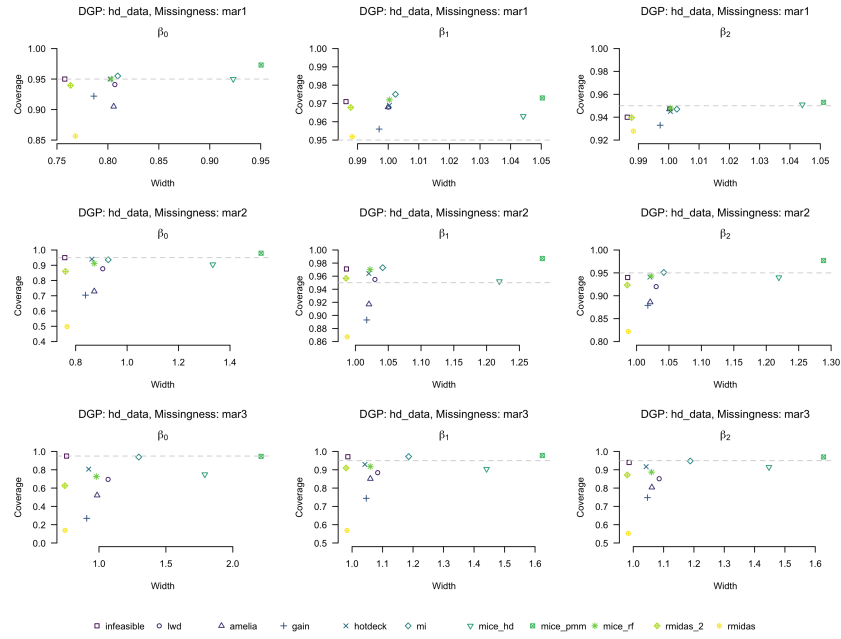 DGP: hd_data, Missingness: mar1
β0
Coverage
1.00
0.95
0.90
0.85
0.75 0.80 0.85 0.90 0.95
Width
DGP: hd_data, Missingness: mar1
β1
Coverage
1.00
0.99
0.98
0.97
0.96
0.95
0.99 1.00 1.01 1.02 1.03 1.04 1.05
Width
DGP: hd_data, Missingness: mar1
β2
Coverage
1.00
0.98
0.96
0.94
0.92
0.99 1.00 1.01 1.02 1.03 1.04 1.05
Width
DGP: hd_data, Missingness: mar2
β0
Coverage
1.0
0.9
0.8
0.7
0.6
0.5
0.4
0.8 1.0 1.2 1.4
Width
DGP: hd_data, Missingness: mar2
β1
Coverage
1.00
0.98
0.96
0.94
0.92
0.90
0.88
0.86
1.00 1.05 1.10 1.15 1.20 1.25
Width
DGP: hd_data, Missingness: mar2
β2
Coverage
1.00
0.95
0.90
0.85
0.80
1.00 1.05 1.10 1.15 1.20 1.25 1.30
Width
DGP: hd_data, Missingness: mar3
β0
Coverage
1.0
0.8
0.6
0.4
0.2
0.0
1.0 1.5 2.0
Width
DGP: hd_data, Missingness: mar3
β1
Coverage
1.0
0.9
0.8
0.7
0.6
0.5
1.0 1.1 1.2 1.3 1.4 1.5 1.6
Width
DGP: hd_data, Missingness: mar3
β2
Coverage
1.0
0.9
0.8
0.7
0.6
0.5
1.0 1.1 1.2 1.3 1.4 1.5 1.6
Width
infeasible lwd amelia gain hotdeck mi mice_hd mice_pmm mice_rf rmidas_2 rmidas